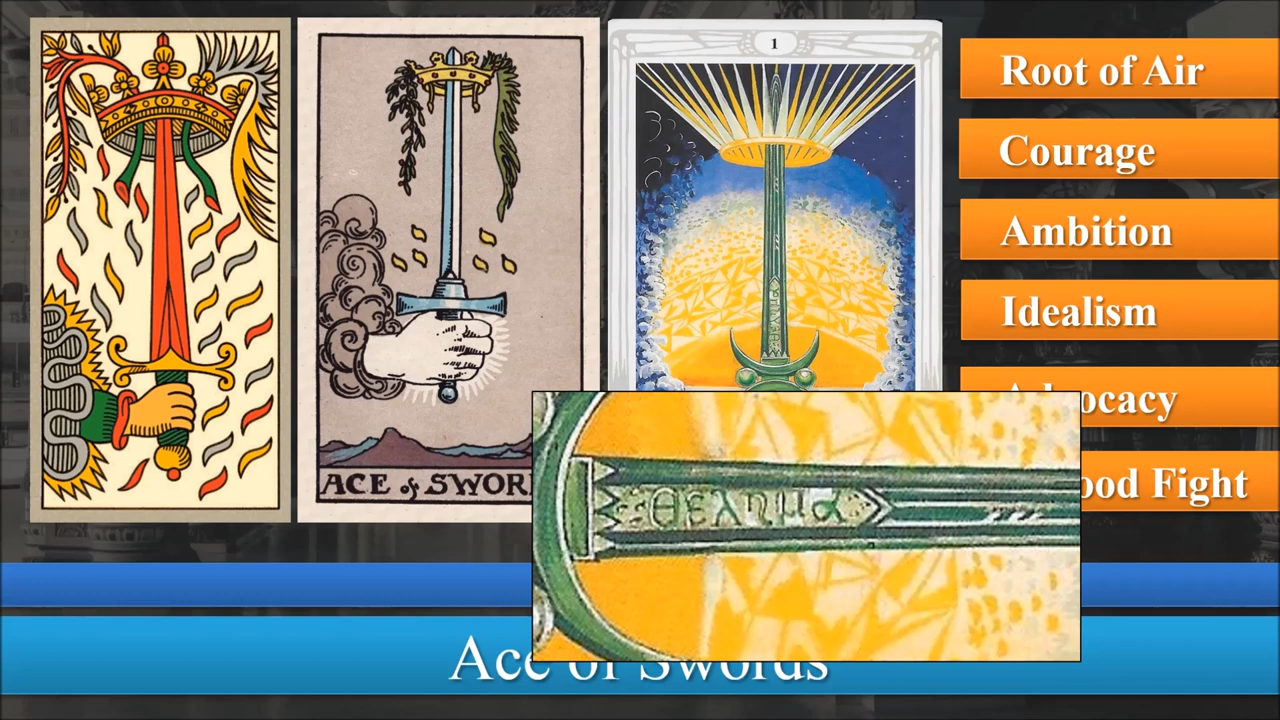 1
ACE of SWOR
Root of Air
Courage
Ambition
Idealism
ocacy
ood Fight
θελημα
Ace of Swords